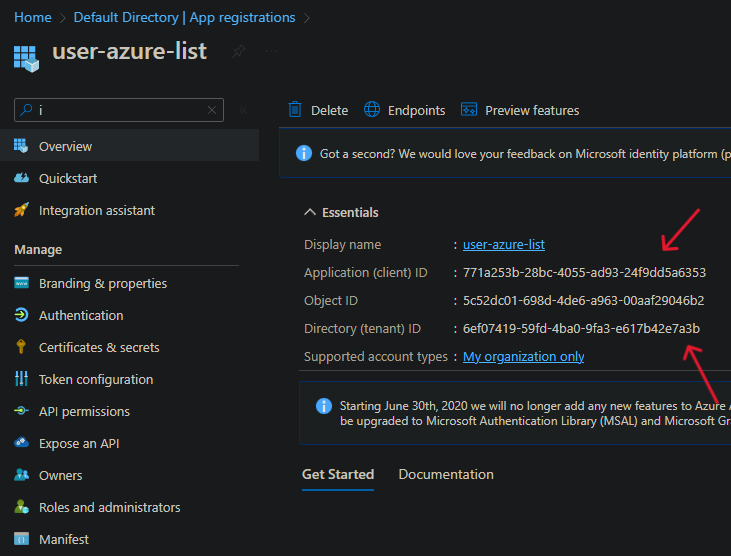 Home > Default Directory | App registrations >
user-azure-list
i
Overview
Quickstart
Integration assistant
Manage
Branding & properties
Authentication
Certificates & secrets
Token configuration
API permissions
Expose an API
Owners
Roles and administrators
Manifest
Delete Endpoints Preview features
Got a second? We would love your feedback on Microsoft identity platform (p
Essentials
Display name : user-azure-list
Application (client) ID : 771a253b-28bc-4055-ad93-24f9dd5a6353
Object ID : 5c52dc01-698d-4de6-a963-00aaf29046b2
Directory (tenant) ID : 6ef07419-59fd-4ba0-9fa3-e617b42e7a3b
Supported account types : My organization only
Starting June 30th, 2020 we will no longer add any new features to Azure A
be upgraded to Microsoft Authentication Library (MSAL) and Microsoft Gr
Get Started Documentation